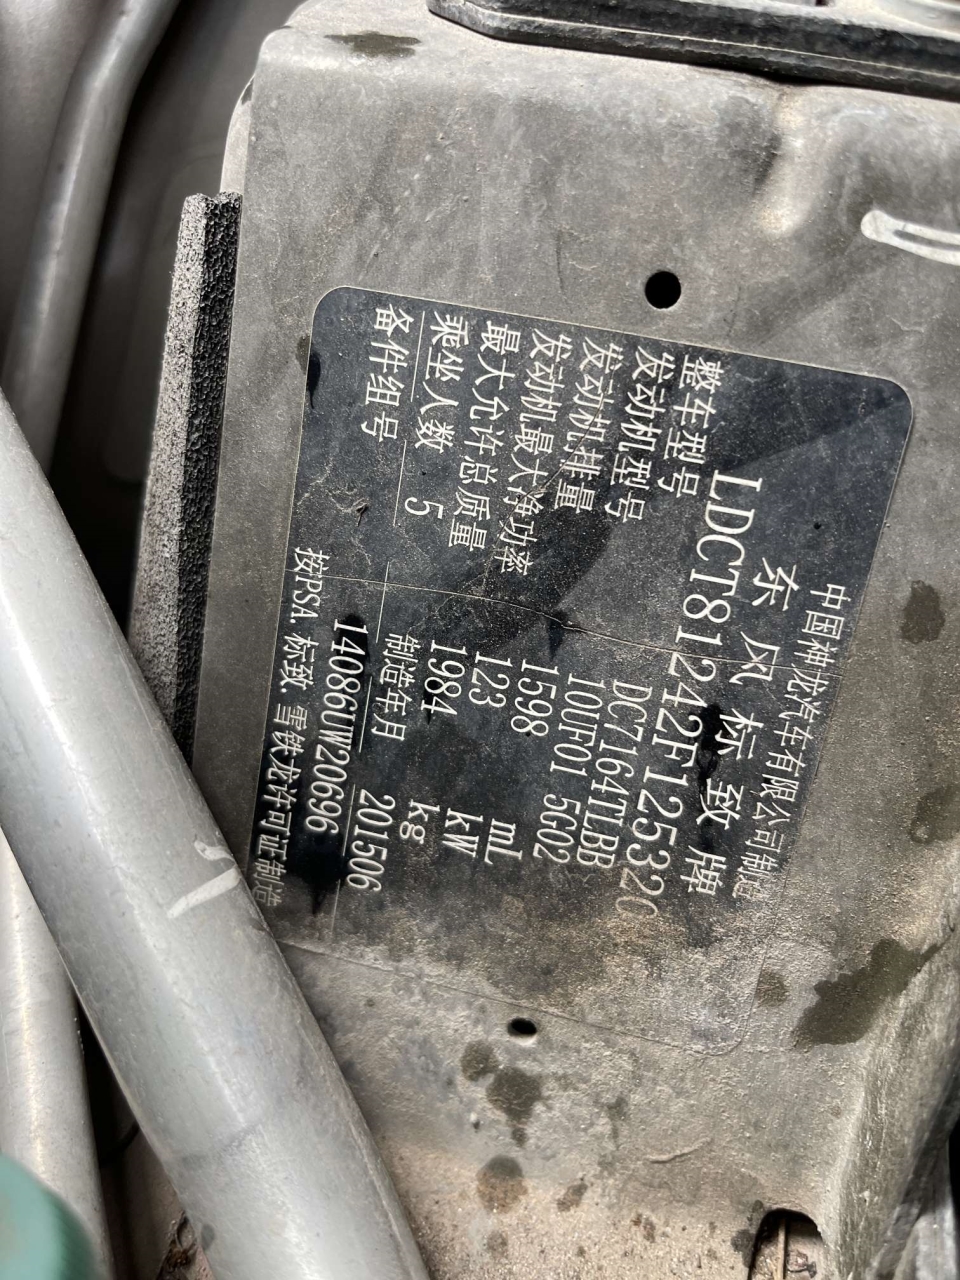 中国神龙汽车有限公司制造
东风标致牌
LDCT81242F125320
整车型号 DC7164TLBB
发动机型号 10UF01 5G02
发动机排量 1598 mL
发动机最大净功率 123 kW
最大允许总质量 1984 kg
乘坐人数 5 制造年月 201506
备件组号 14086UW20696
按PSA.标致.雪铁龙许可证制造